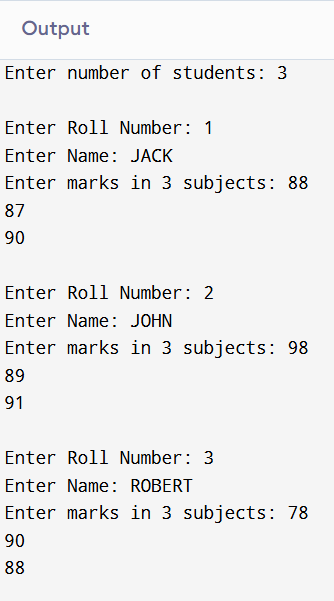 Output
Enter number of students: 3
Enter Roll Number: 1
Enter Name: JACK
Enter marks in 3 subjects: 88
87
90
Enter Roll Number: 2
Enter Name: JOHN
Enter marks in 3 subjects: 98
89
91
Enter Roll Number: 3
Enter Name: ROBERT
Enter marks in 3 subjects: 78
90
88